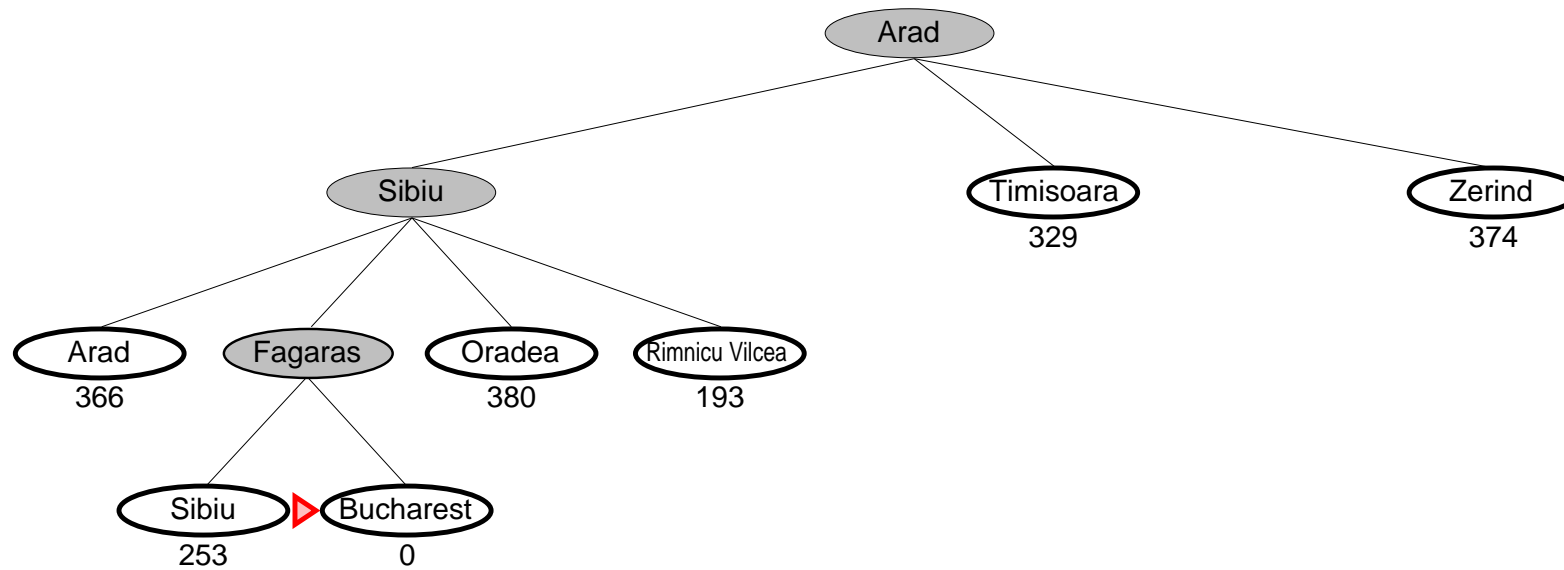 Arad
Sibiu
Timisoara
Zerind
329
374
Arad
Fagaras
Oradea
Rimnicu Vilcea
366
380
193
Sibiu
Bucharest
253
0